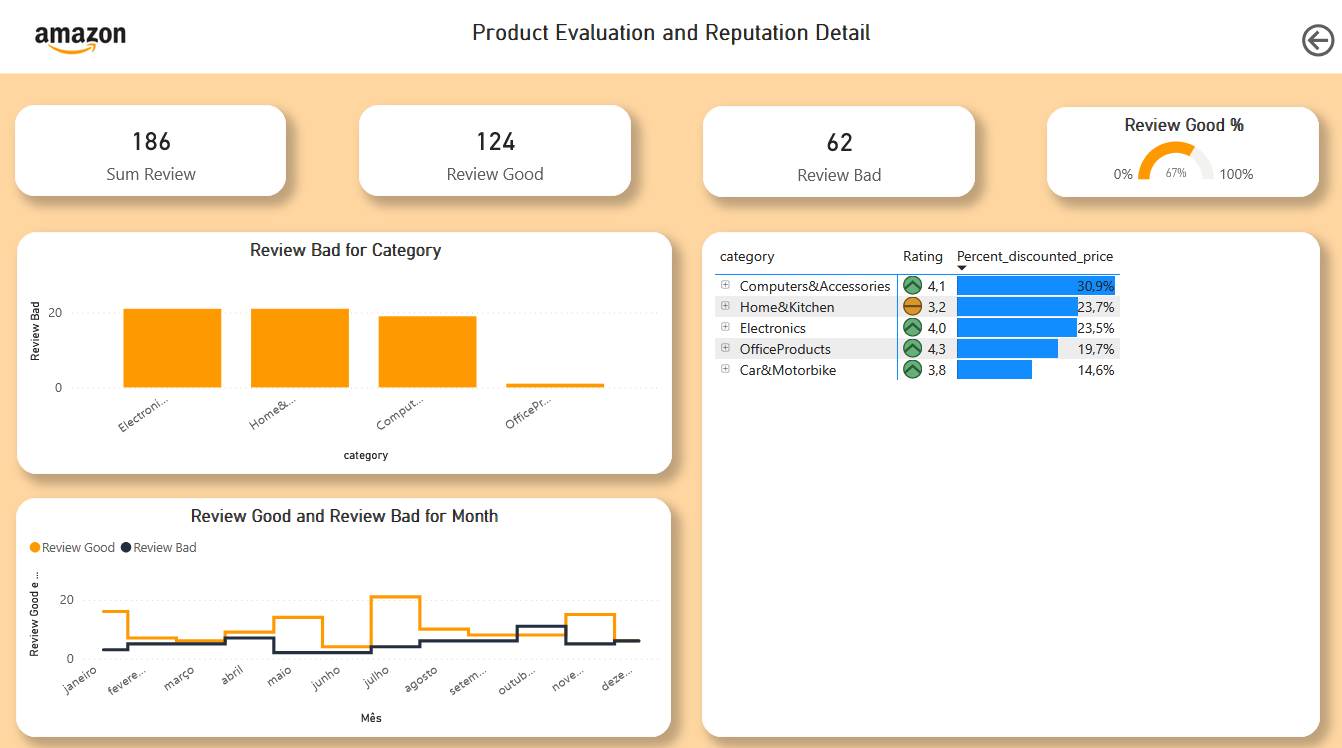 amazon
Product Evaluation and Reputation Detail
186
Sum Review
124
Review Good
62
Review Bad
Review Good %
0%
67%
100%
Review Bad for Category
Review Bad
20
0
Electroni...
Home&...
Comput...
OfficePr...
category
Review Good and Review Bad for Month
Review Good
Review Bad
Review Good e ...
20
0
janeiro
fevere...
março
abril
maio
junho
julho
agosto
setem...
outub...
nove...
deze...
Mês
category Rating Percent_discounted_price
Computers&Accessories 4,1 30,9%
Home&Kitchen 3,2 23,7%
Electronics 4,0 23,5%
OfficeProducts 4,3 19,7%
Car&Motorbike 3,8 14,6%